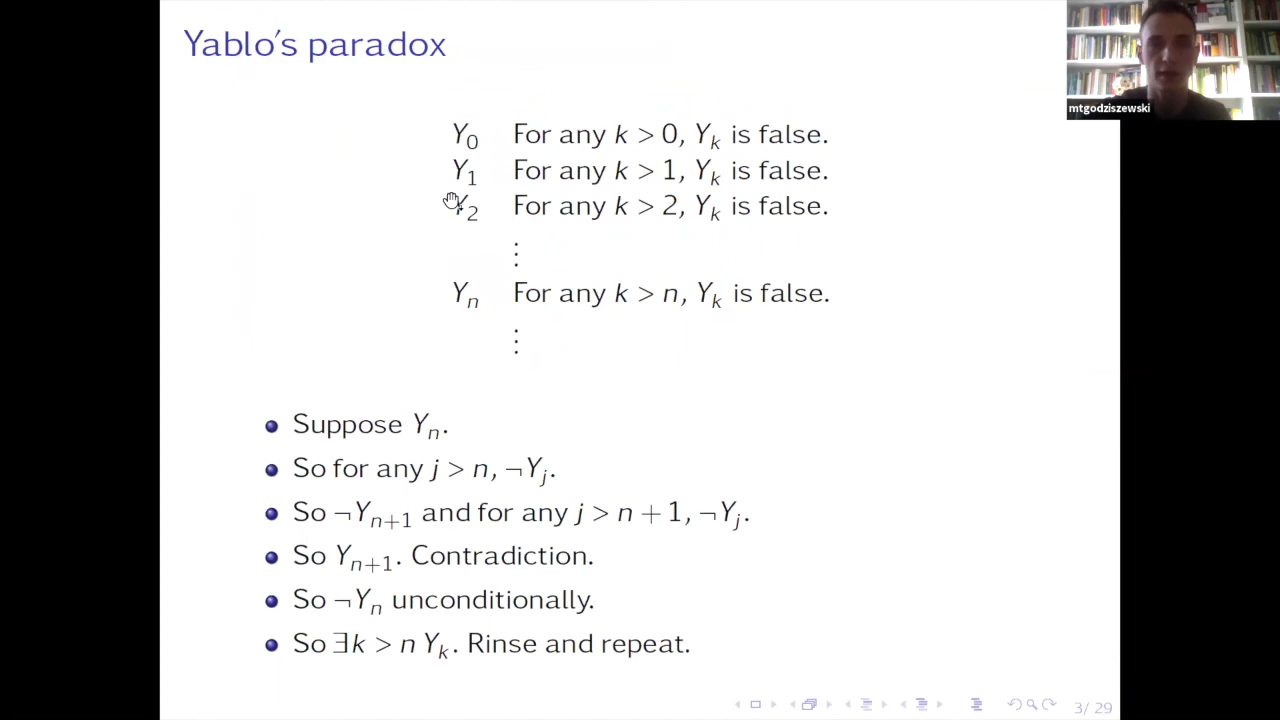 Yablo's paradox
mtgodziszewski
Y₀ For any k > 0, Yₖ is false.
Y₁ For any k > 1, Yₖ is false.
Y₂ For any k > 2, Yₖ is false.
⋮
Yₙ For any k > n, Yₖ is false.
⋮
• Suppose Yₙ.
• So for any j > n, ¬Yⱼ.
• So ¬Yₙ₊₁ and for any j > n + 1, ¬Yⱼ.
• So Yₙ₊₁. Contradiction.
• So ¬Yₙ unconditionally.
• So ∃k > n Yₖ. Rinse and repeat.
3/ 29